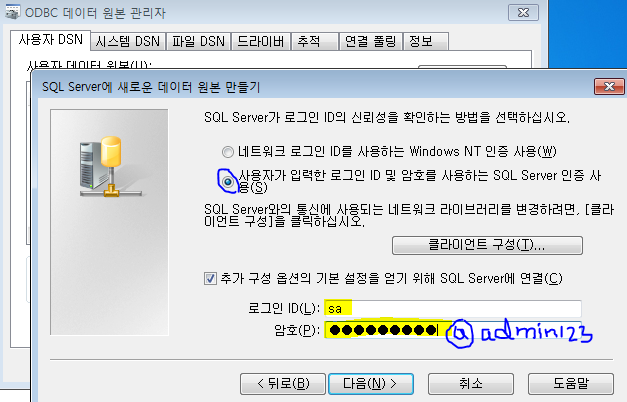 ODBC 데이터 원본 관리자
사용자 DSN 시스템 DSN 파일 DSN 드라이버 추적 연결 풀링 정보
사용자 데이터 원본(U):
SQL Server에 새로운 데이터 원본 만들기
SQL Server가 로그인 ID의 신뢰성을 확인하는 방법을 선택하십시오.
네트워크 로그인 ID를 사용하는 Windows NT 인증 사용(W)
사용자가 입력한 로그인 ID 및 암호를 사용하는 SQL Server 인증 사
용(S)
SQL Server와의 통신에 사용되는 네트워크 라이브러리를 변경하려면, [클라
이언트 구성]을 클릭하십시오.
클라이언트 구성(T)...
추가 구성 옵션의 기본 설정을 얻기 위해 SQL Server에 연결(C)
로그인 ID(L): sa
암호(P): ●●●●●●●●● @admin123
< 뒤로(B) 다음(N) > 취소 도움말